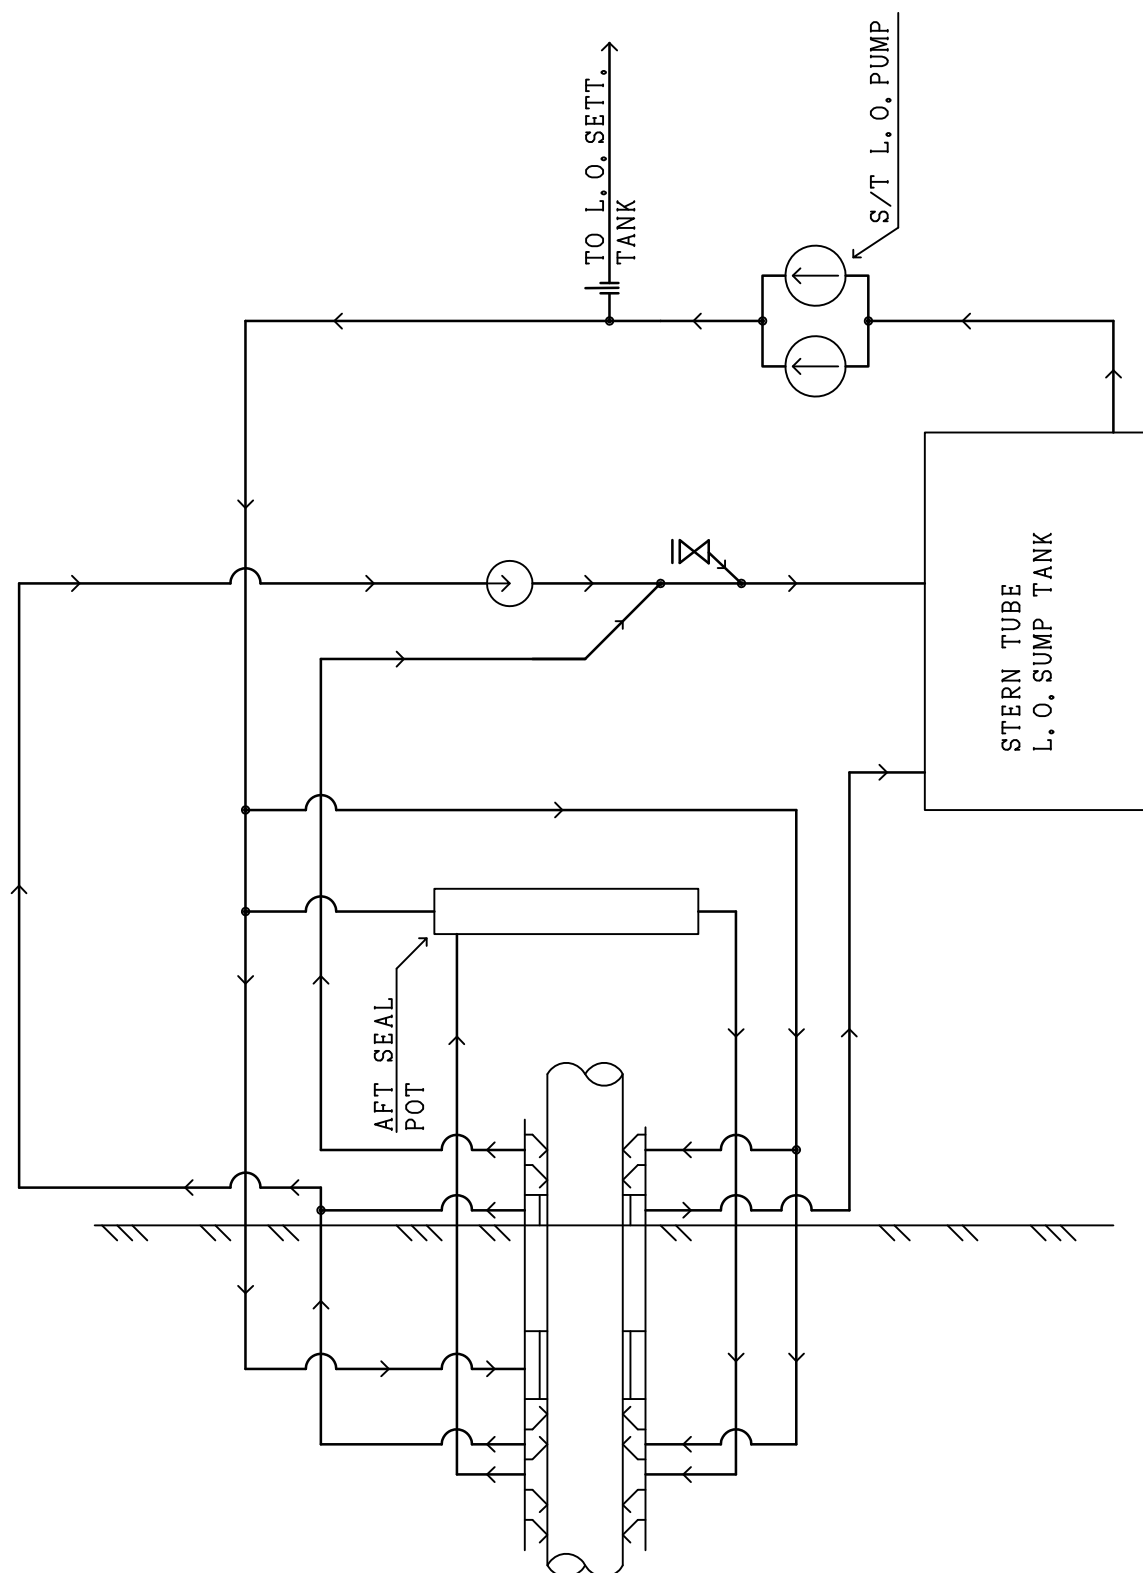 TO L.O.SETT.
TANK
S/T L.O.PUMP
STERN TUBE
L.O.SUMP TANK
AFT SEAL
POT